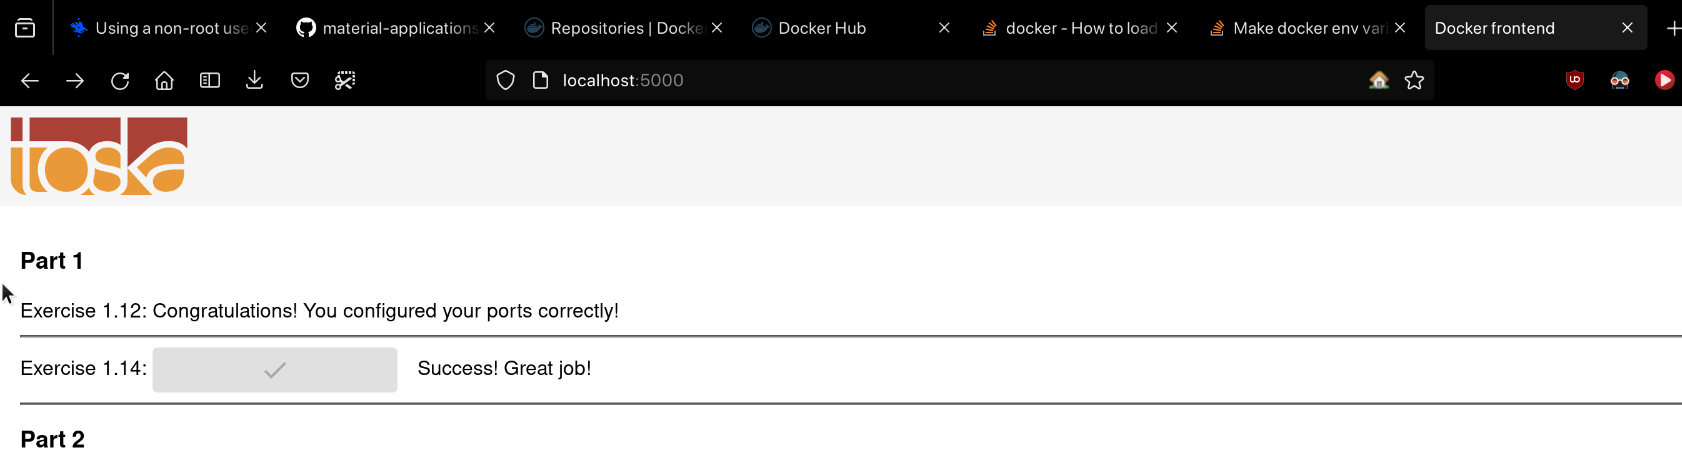 Using a non-root use
material-applications
Repositories | Docke
Docker Hub
docker - How to load
Make docker env vari
Docker frontend
localhost:5000
toska
Part 1
Exercise 1.12: Congratulations! You configured your ports correctly!
Exercise 1.14: Success! Great job!
Part 2